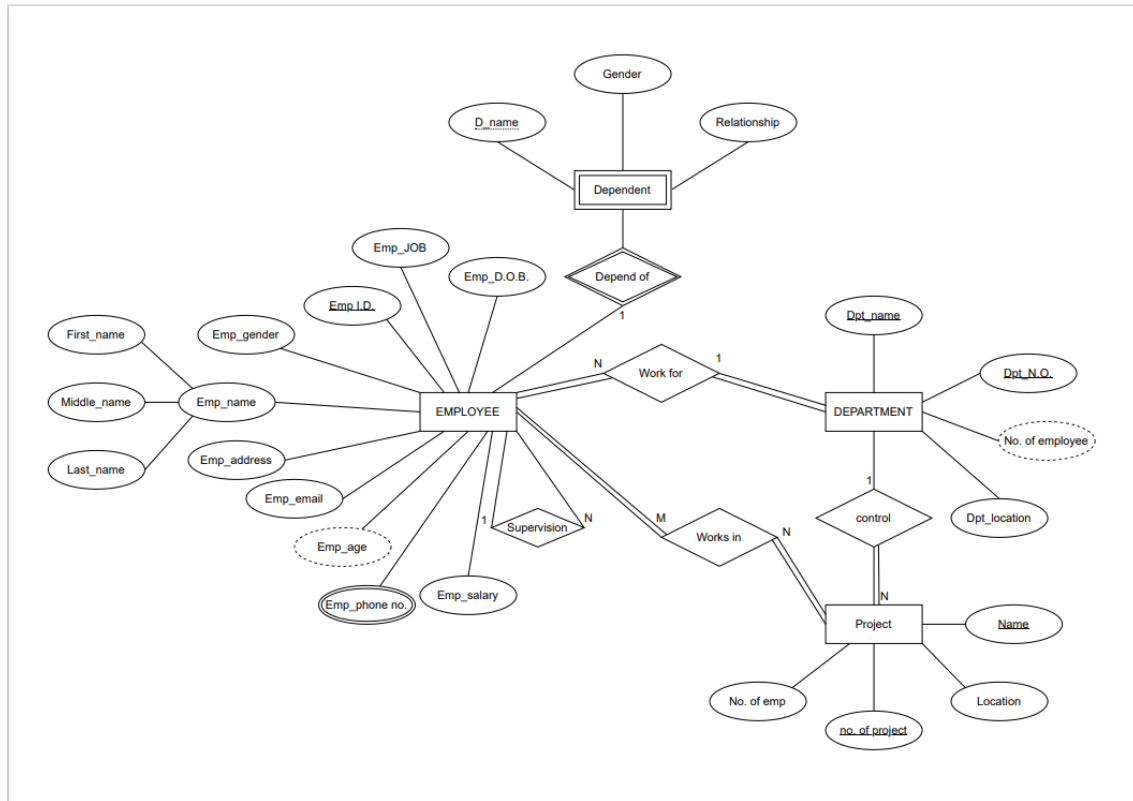 Gender
D_name
Relationship
Dependent
Emp_JOB
Emp_D.O.B.
Depend of
Emp I.D.
1
Dpt_name
First_name
Emp_gender
N
Work for
1
Dpt_N.O.
Middle_name
Emp_name
EMPLOYEE
DEPARTMENT
No. of employee
Last_name
Emp_address
Emp_email
1
Supervision
N
M
Works in
N
1
control
Dpt_location
Emp_age
Emp_phone no.
Emp_salary
N
Project
Name
No. of emp
no. of project
Location